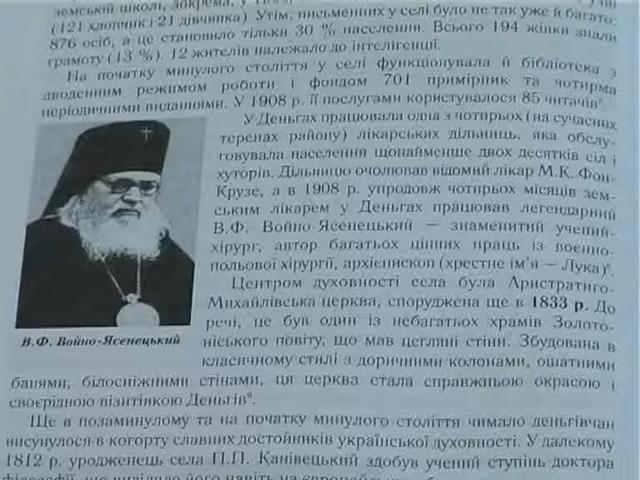 земській школі, зокрема, у
(121 хлопчик і 21 дівчинка). Утім, письменних у селі було не так уже й багато:
876 осіб, а це становило тільки 30 % населення. Всього 194 жінки знали
грамоту (13 %). 12 жителів належало до інтелігенції.
На початку минулого століття у селі функціонувала й бібліотека з
дводенним режимом роботи і фондом 701 примірник та чотирма
періодичними виданнями. У 1908 р. її послугами користувалося 85 читачів
У Деньгах працювала одна з чотирьох (на сучасних
теренах району) лікарських дільниць, яка обслу-
говувала населення щонайменше двох десятків сіл і
хуторів. Дільницю очолював відомий лікар М.К. Фон-
Крузе, а в 1908 р. упродовж чотирьох місяців зем-
ським лікарем у Деньгах працював легендарний
В.Ф. Войно-Ясенецький — знаменитий учений-
хірург, автор багатьох цінних праць із воєнно-
польової хірургії, архієпископ (хрестне ім’я — Лука)
Центром духовності села була Аристратиго-
Михайлівська церква, споруджена ще в 1833 р. До
речі, це був один із небагатьох храмів Золото-
ніського повіту, що мав цегляні стіни. Збудована в
класичному стилі з доричними колонами, ошатними
банями, білосніжними стінами, ця церква стала справжньою окрасою і
своєрідною візитівкою Деньгів
В.Ф. Войно-Ясенецький
Ще в позаминулому та на початку минулого століття чимало деньгівчан
висунулося в когорту славних достойників української духовності. У далекому
1812 р. уродженець села П.П. Канівецький здобув учений ступінь доктора